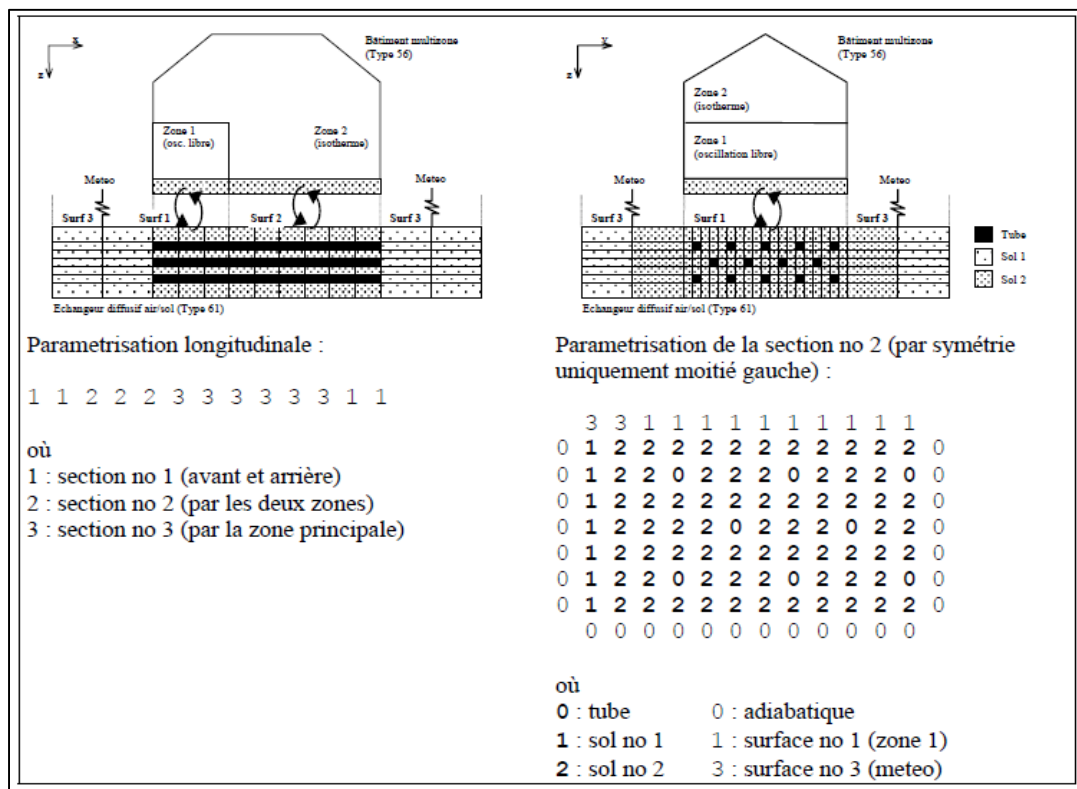 x
z
Bâtiment multizone
(Type 56)
Zone 1
(osc. libre)
Zone 2
(isotherme)
Meteo
Meteo
Surf 3
Surf 1
Surf 2
Surf 3
Echangeur diffusif air/sol (Type 61)
y
z
Bâtiment multizone
(Type 56)
Zone 2
(isotherme)
Zone 1
(oscillation libre)
Meteo
Meteo
Surf 3
Surf 1
Surf 3
Tube
Sol 1
Sol 2
Echangeur diffusif air/sol (Type 61)
Parametrisation longitudinale :
1 1 2 2 2 3 3 3 3 3 3 1 1
où
1 : section no 1 (avant et arrière)
2 : section no 2 (par les deux zones)
3 : section no 3 (par la zone principale)
Parametrisation de la section no 2 (par symétrie
uniquement moitié gauche) :
3 3 1 1 1 1 1 1 1 1 1 1
0 1 2 2 2 2 2 2 2 2 2 2 2 0
0 1 2 2 0 2 2 2 0 2 2 2 0 0
0 1 2 2 2 2 2 2 2 2 2 2 2 0
0 1 2 2 2 2 0 2 2 2 0 2 2 0
0 1 2 2 2 2 2 2 2 2 2 2 2 0
0 1 2 2 0 2 2 2 0 2 2 2 0 0
0 1 2 2 2 2 2 2 2 2 2 2 2 0
0 0 0 0 0 0 0 0 0 0 0 0
où
0 : tube 0 : adiabatique
1 : sol no 1 1 : surface no 1 (zone 1)
2 : sol no 2 3 : surface no 3 (meteo)